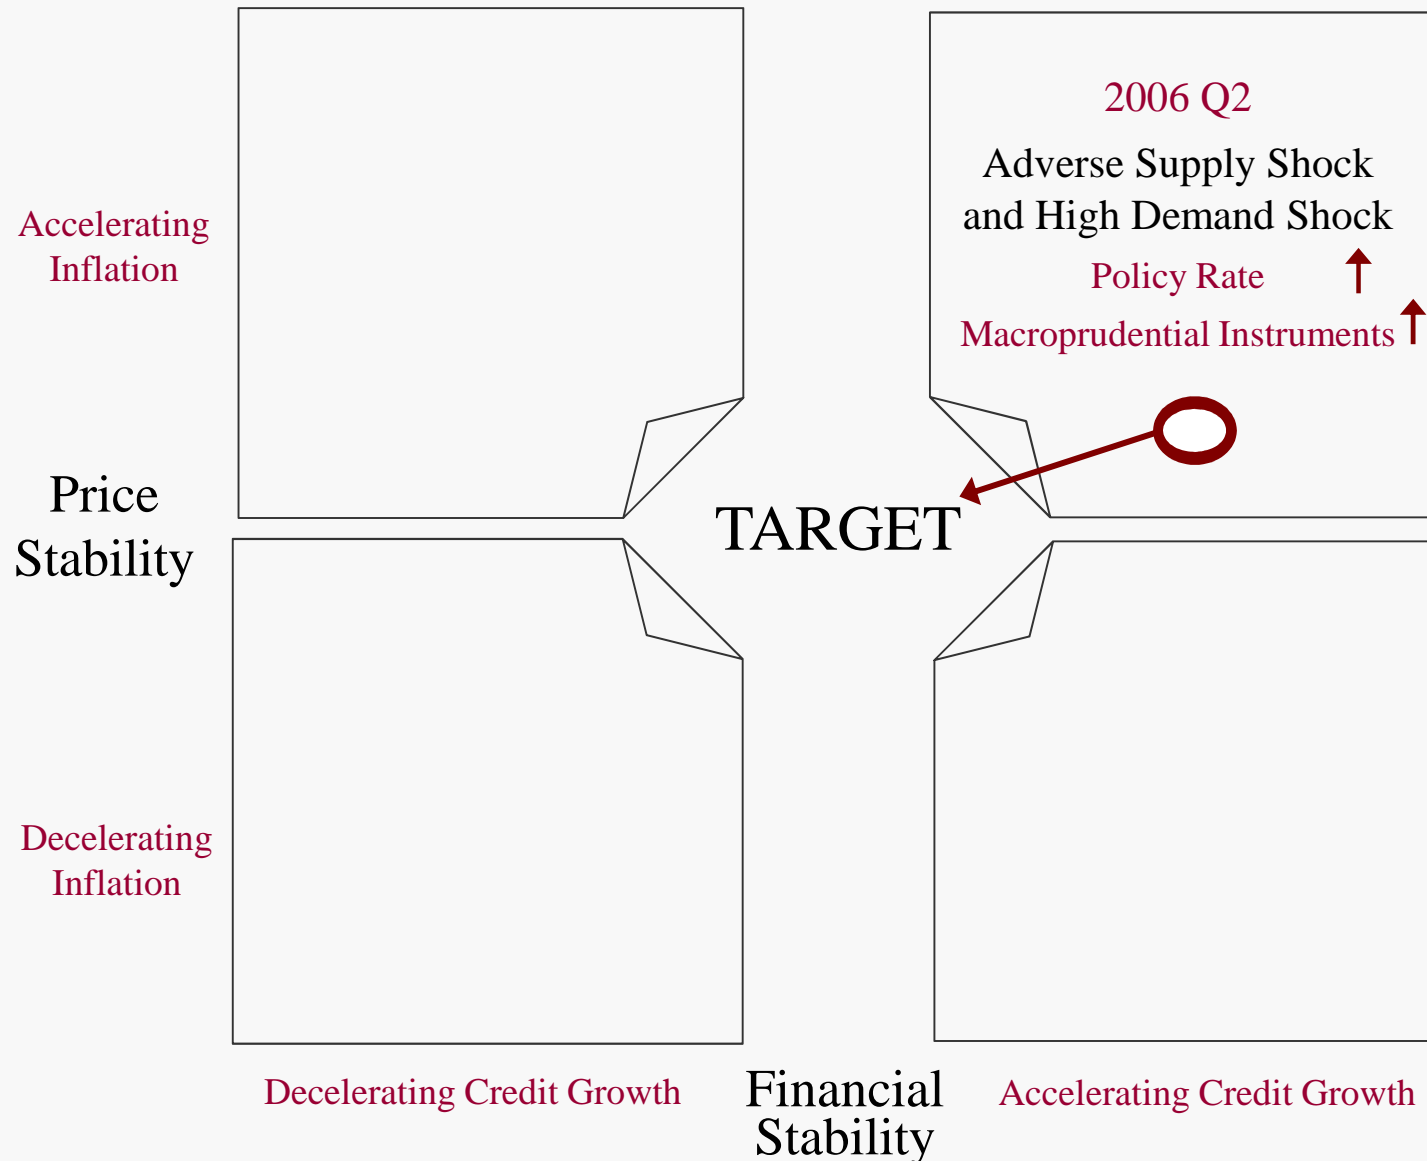 2006 Q2
Adverse Supply Shock
and High Demand Shock
Policy Rate
Macroprudential Instruments
Accelerating
Inflation
Price
Stability
TARGET
Decelerating
Inflation
Decelerating Credit Growth
Financial
Stability
Accelerating Credit Growth